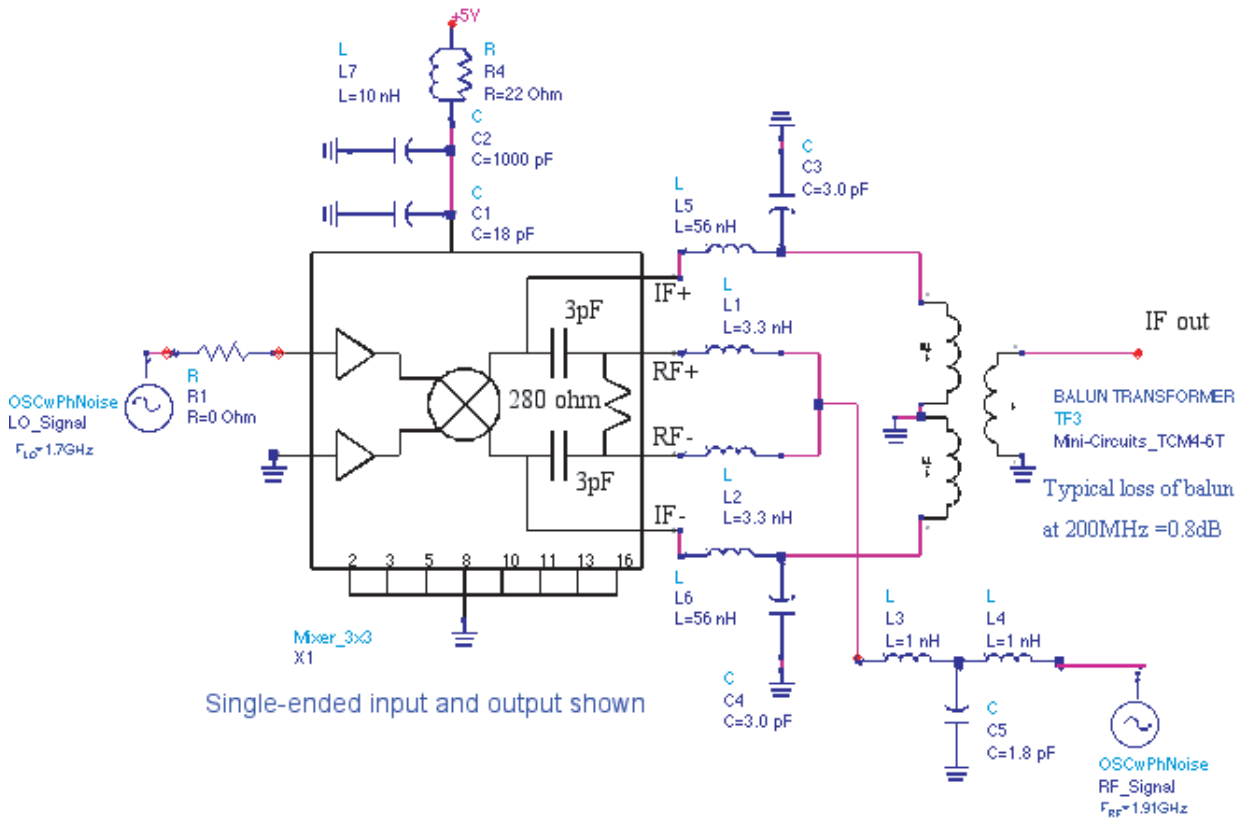 +5V
L
L7
L=10 nH
R
R4
R=22 Ohm
C
C2
C=1000 pF
C
C1
C=18 pF
C
C3
C=3.0 pF
L
L5
L=56 nH
IF+
L
L1
L=3.3 nH
RF+
3pF
280 ohm
3pF
RF-
L
L2
L=3.3 nH
IF-
L
L6
L=56 nH
C
C4
C=3.0 pF
R
R1
R=0 Ohm
OSCwPhNoise
LO_Signal
FLO=1.7GHz
2 3 5 8 10 11 13 16
Mixer_3x3
X1
IF out
BALUN TRANSFORMER
TF3
Mini-Circuits_TCM4-6T
Typical loss of balun
at 200MHz =0.8dB
L
L3
L=1 nH
L
L4
L=1 nH
C
C5
C=1.8 pF
OSCwPhNoise
RF_Signal
FRF=1.91GHz
Single-ended input and output shown